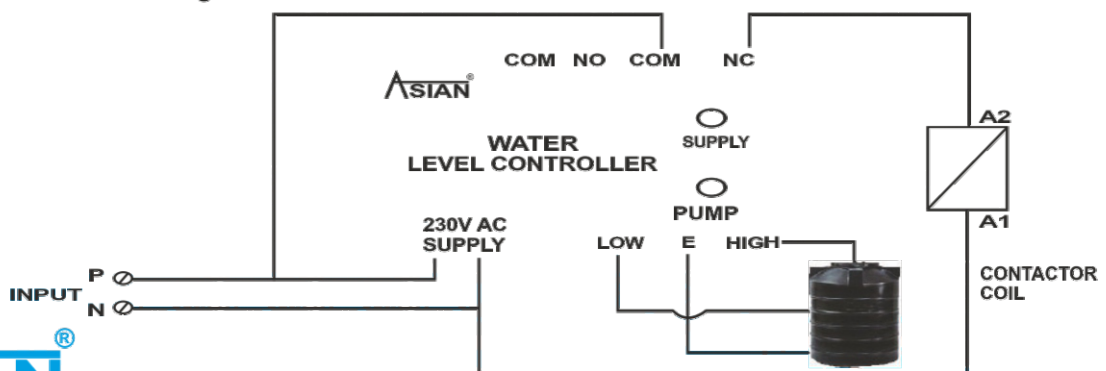 COM NO COM NC
ASIAN®
A2
SUPPLY
WATER
LEVEL CONTROLLER
PUMP
A1
230V AC
SUPPLY
LOW E HIGH
P
INPUT
N
CONTACTOR
COIL
®